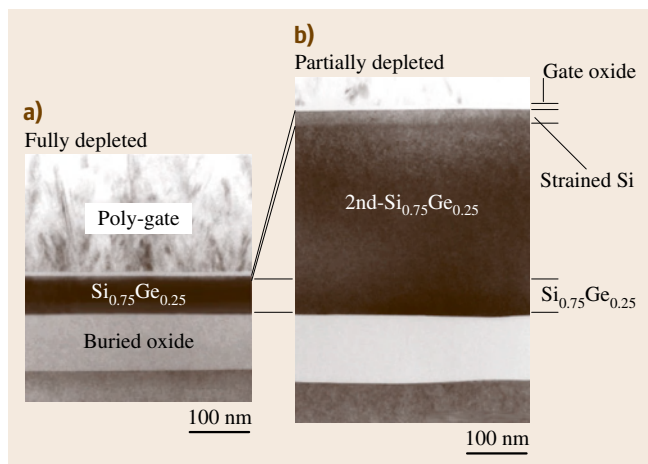 a)
Fully depleted
Poly-gate
Si0.75Ge0.25
Buried oxide
100 nm
b)
Partially depleted
Gate oxide
Strained Si
2nd-Si0.75Ge0.25
Si0.75Ge0.25
100 nm